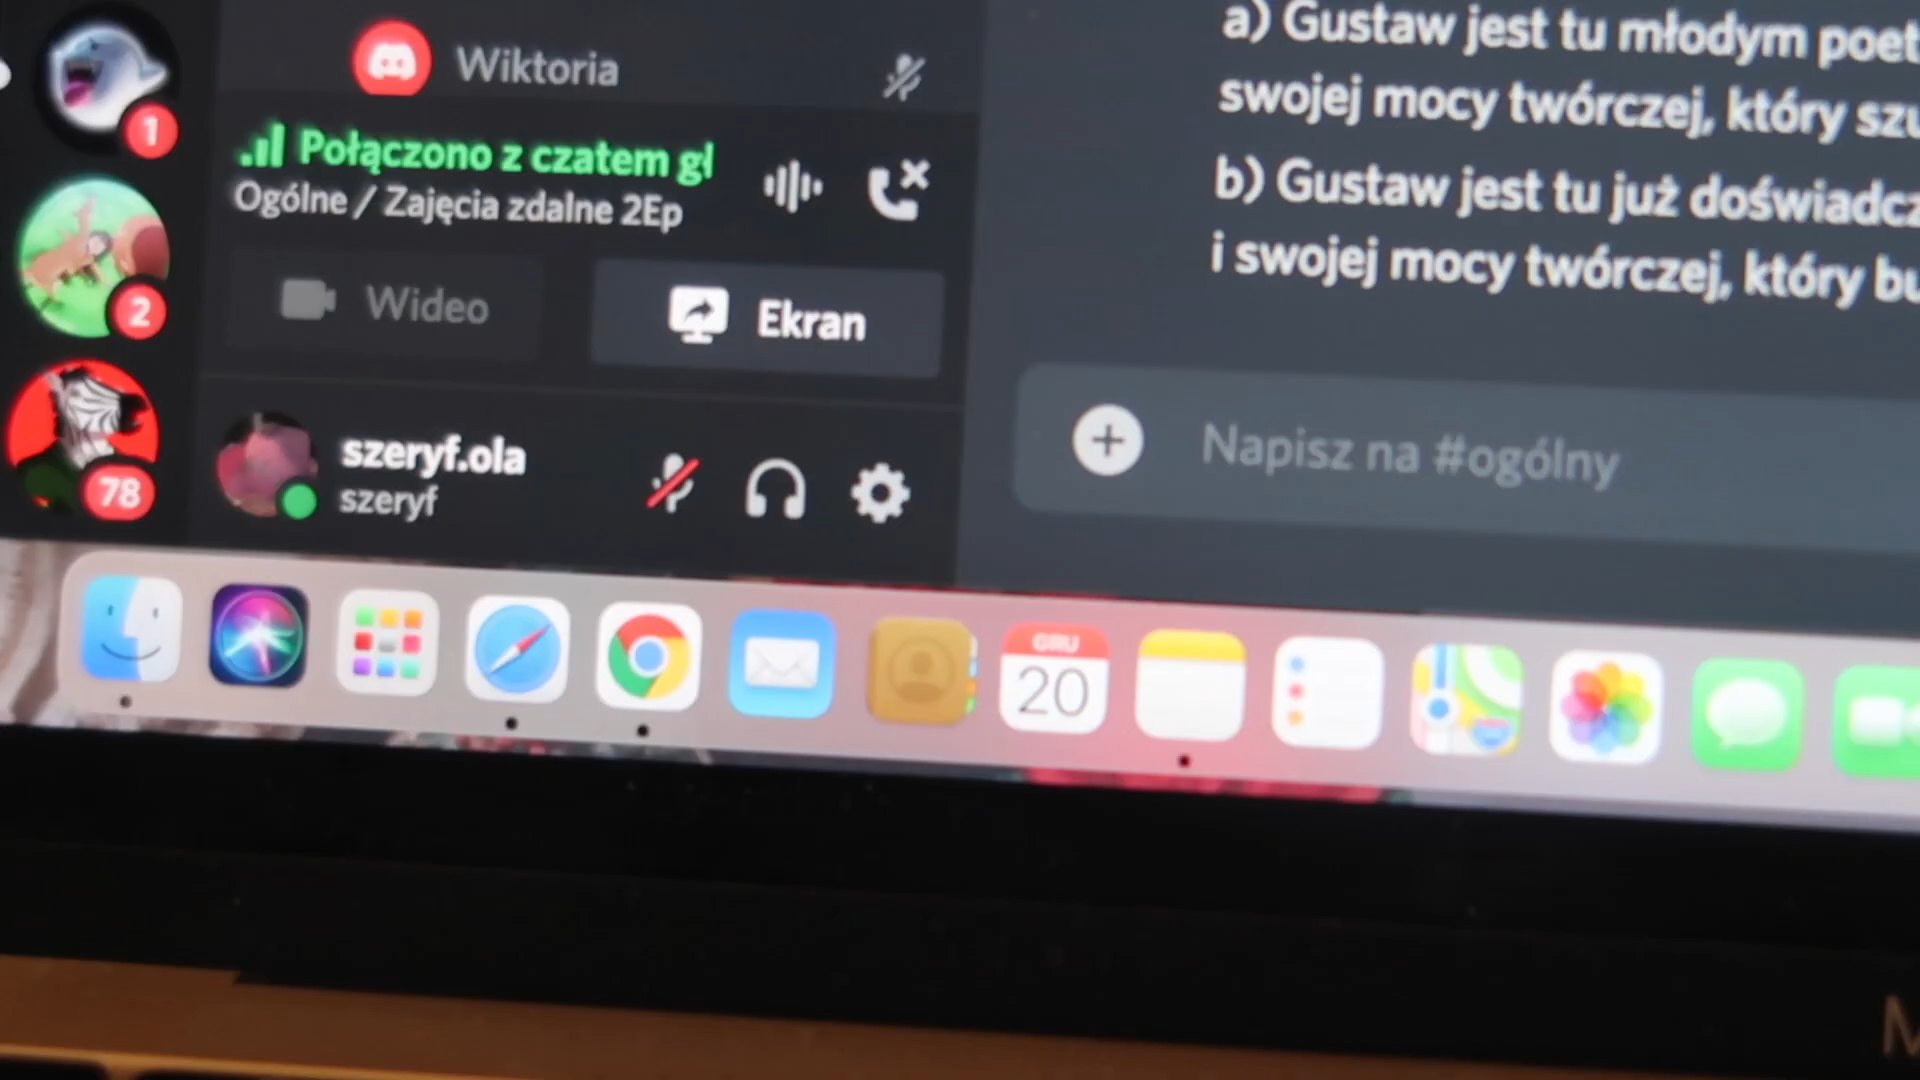 1
2
78
Wiktoria
Połączono z czatem gł
Ogólne / Zajęcia zdalne 2Ep
Wideo
Ekran
szeryf.ola
szeryf
a) Gustaw jest tu młodym poet
swojej mocy twórczej, który szu
b) Gustaw jest tu już doświadcz
i swojej mocy twórczej, który bu
Napisz na #ogólny
GRU
20
M